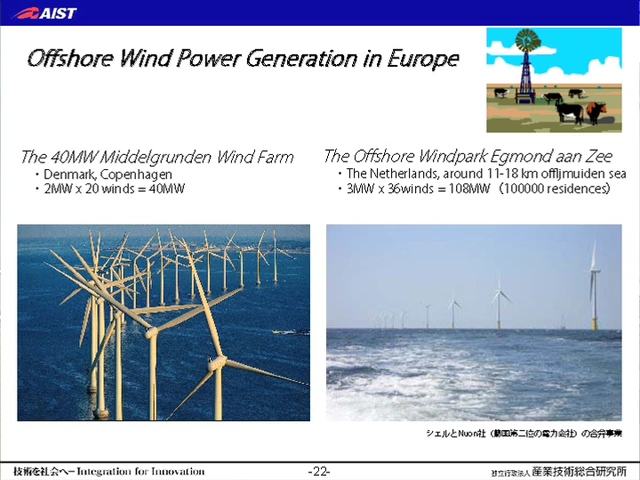 AIST
Offshore Wind Power Generation in Europe
The 40MW Middelgrunden Wind Farm
・Denmark, Copenhagen
・2MW x 20 winds = 40MW
The Offshore Windpark Egmond aan Zee
・The Netherlands, around 11-18 km offIjmuiden sea
・3MW x 36winds = 108MW（100000 residences）
シェルとNuon社（蘭国第二位の電力会社）の合弁事業
技術を社会へ－Integration for Innovation
-22-
独立行政法人 産業技術総合研究所